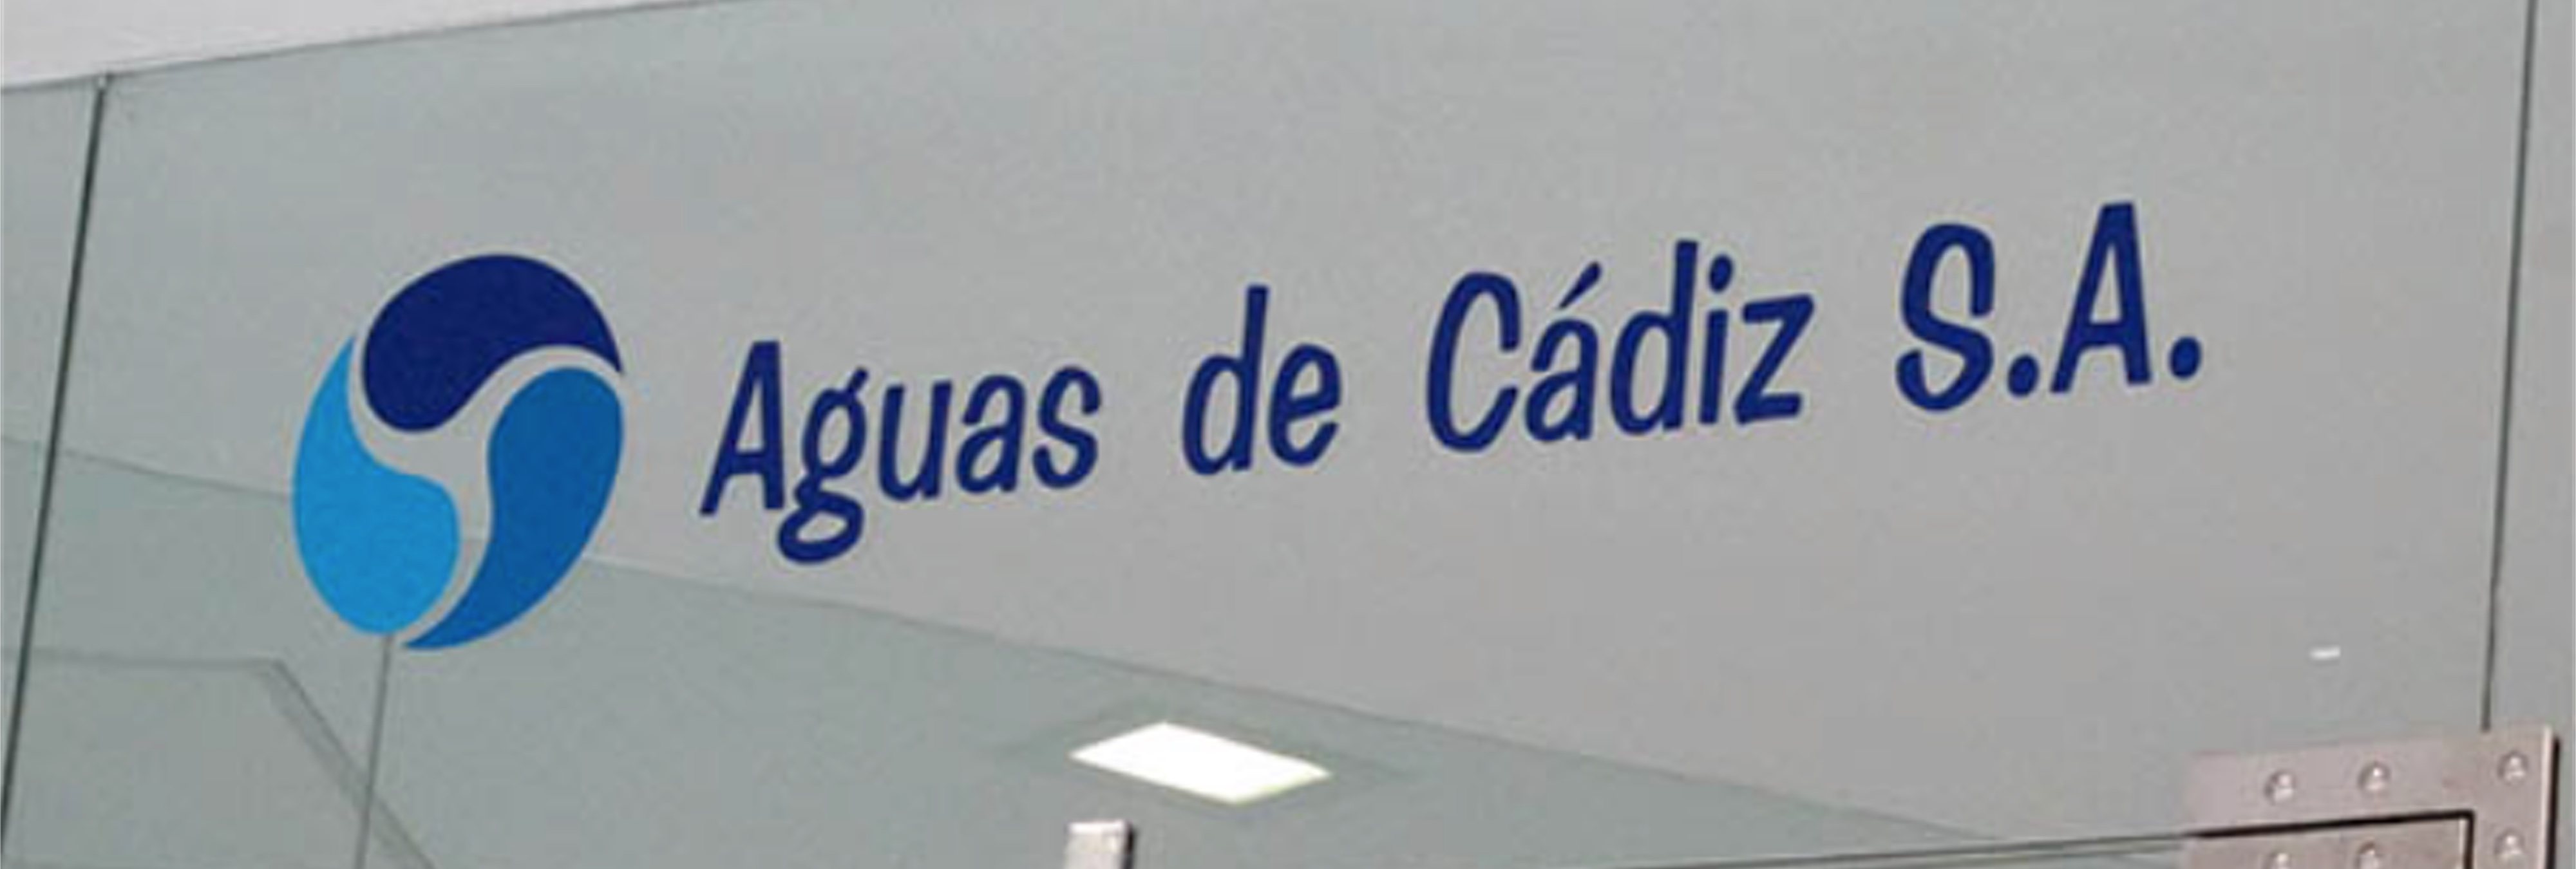 Aguas de Cádiz S.A.